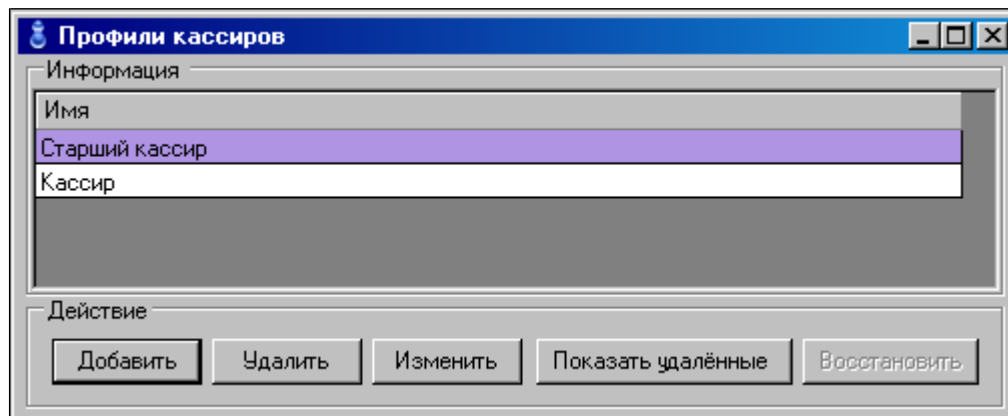 Профили кассиров
Информация
Имя
Старший кассир
Кассир
Действие
Добавить Удалить Изменить Показать удалённые Восстановить